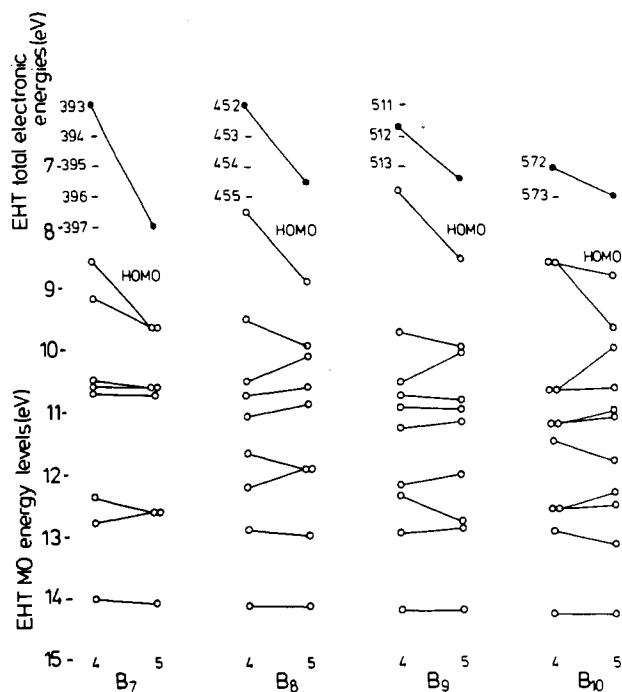 EHT total electronic
energies(eV)
393
394
7-395
396
8-397
452
453
454
455
511
512
513
572
573
HOMO
HOMO
HOMO
HOMO
EHT MO energy levels(eV)
9-
10-
11-
12-
13-
14-
15-
4 5
B7
4 5
B8
4 5
B9
4 5
B10